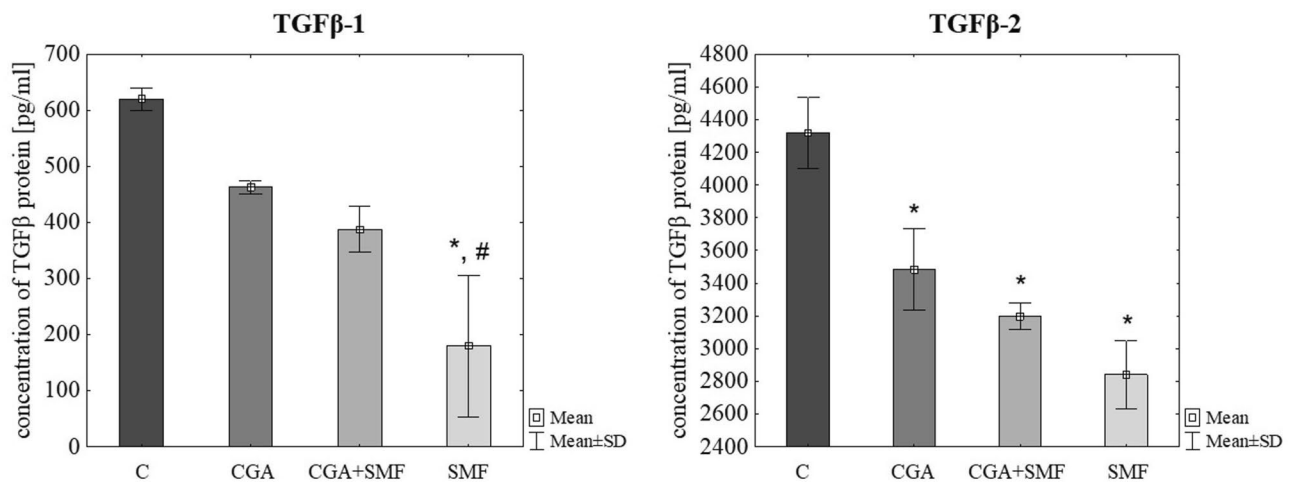 TGFβ-1
concentration of TGFβ protein [pg/ml]
700
600
500
400
300
200
100
0
*, #
C
CGA
CGA+SMF
SMF
Mean
Mean±SD
TGFβ-2
concentration of TGFβ protein [pg/ml]
4800
4600
4400
4200
4000
3800
3600
3400
3200
3000
2800
2600
2400
*
*
*
C
CGA
CGA+SMF
SMF
Mean
Mean±SD